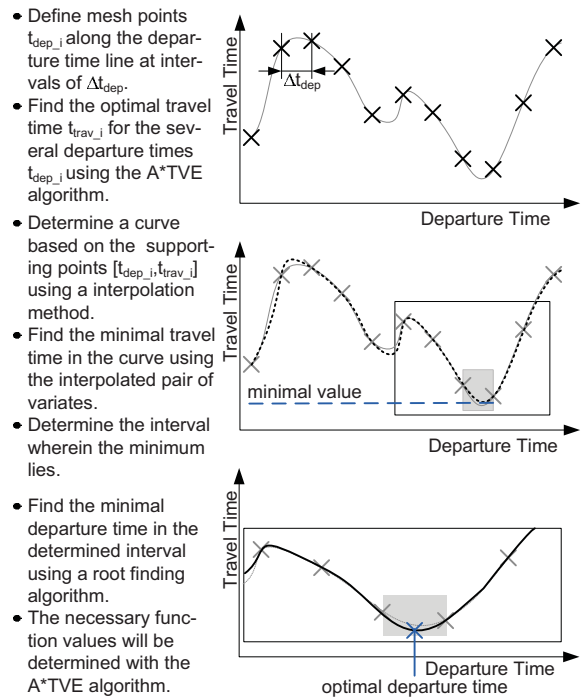 • Define mesh points
t_dep_i along the depar-
ture time line at inter-
vals of Δt_dep.
• Find the optimal travel
time t_trav_i for the sev-
eral departure times
t_dep_i using the A*TVE
algorithm.
Travel Time
Δt_dep
Departure Time
• Determine a curve
based on the support-
ing points [t_dep_i,t_trav_i]
using a interpolation
method.
• Find the minimal travel
time in the curve using
the interpolated pair of
variates.
• Determine the interval
wherein the minimum
lies.
Travel Time
minimal value
Departure Time
• Find the minimal
departure time in the
determined interval
using a root finding
algorithm.
• The necessary func-
tion values will be
determined with the
A*TVE algorithm.
Travel Time
Departure Time
optimal departure time